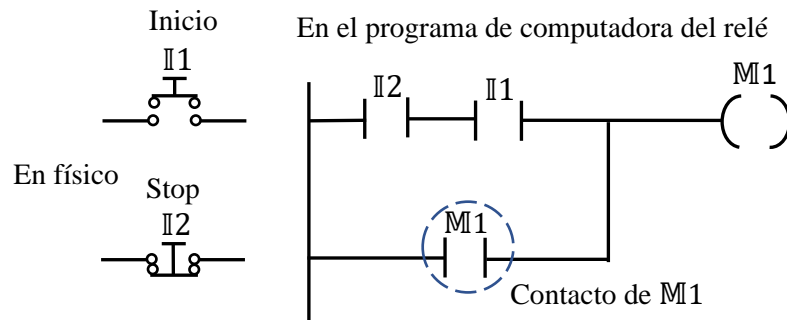 Inicio
En el programa de computadora del relé
𝕀1
𝕄1
𝕀2
𝕀1
En físico
Stop
𝕀2
𝕄1
Contacto de 𝕄1